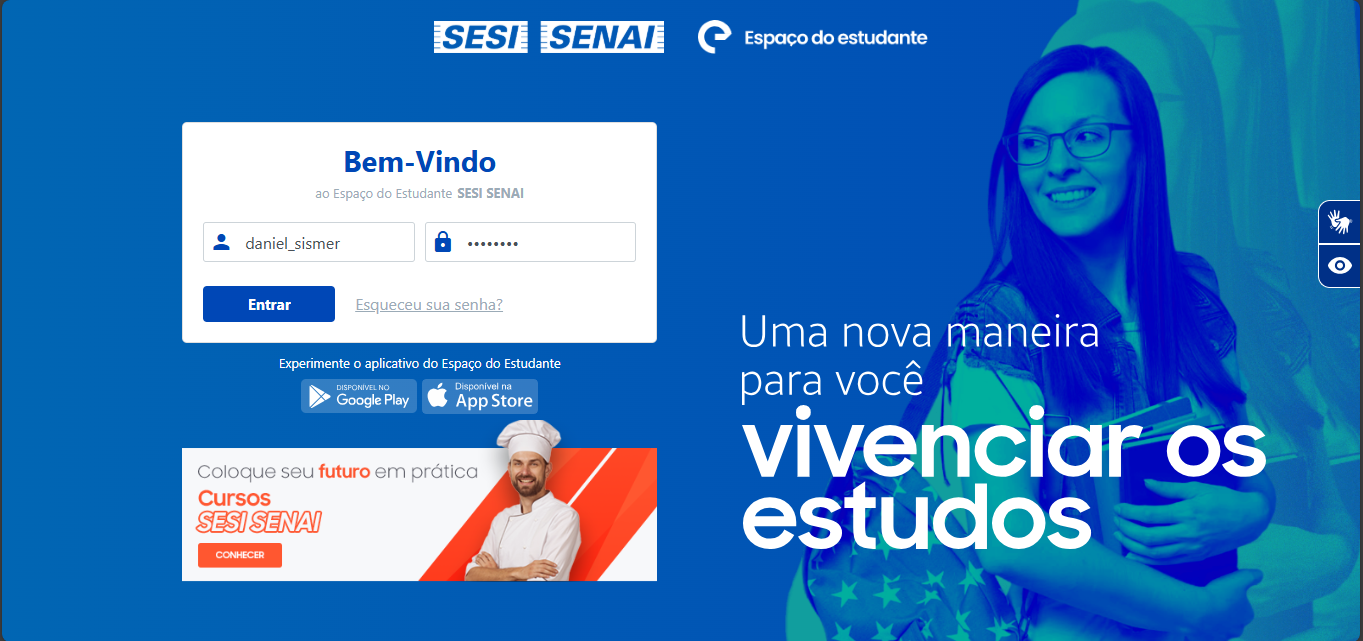 SESI SENAI Espaço do estudante
Bem-Vindo
ao Espaço do Estudante SESI SENAI
daniel_sismer ••••••••
Entrar Esqueceu sua senha?
Experimente o aplicativo do Espaço do Estudante
DISPONÍVEL NO
Google Play
Disponível na
App Store
Coloque seu futuro em prática
Cursos
SESI SENAI
CONHECER
Uma nova maneira
para você
vivenciar os
estudos